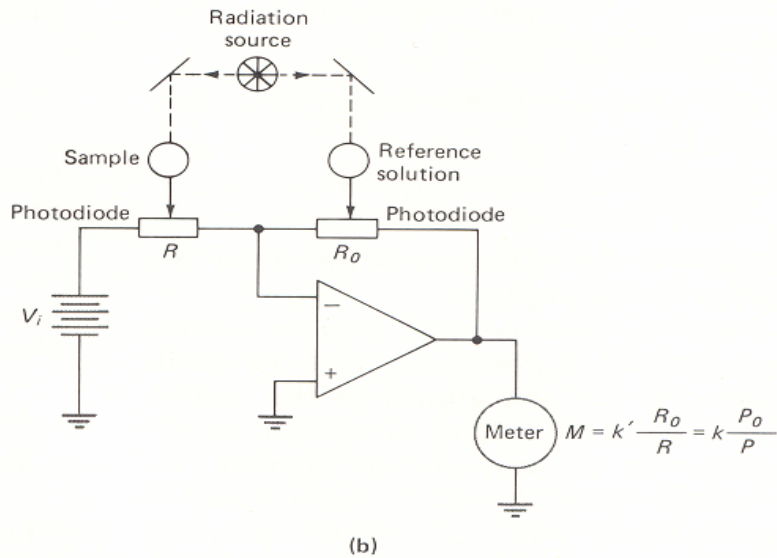 Radiation
source
Sample
Reference
solution
Photodiode
Photodiode
R
R₀
Vᵢ
−
+
Meter M = k′ R₀/R = k P₀/P
(b)